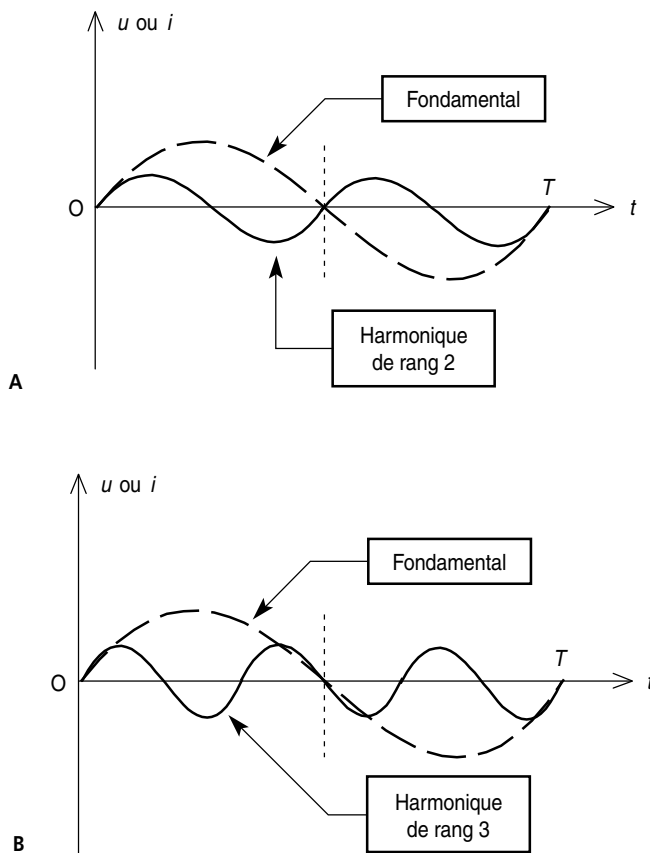 u ou i
Fondamental
T
O
t
Harmonique
de rang 2
A
u ou i
Fondamental
T
O
t
Harmonique
de rang 3
B